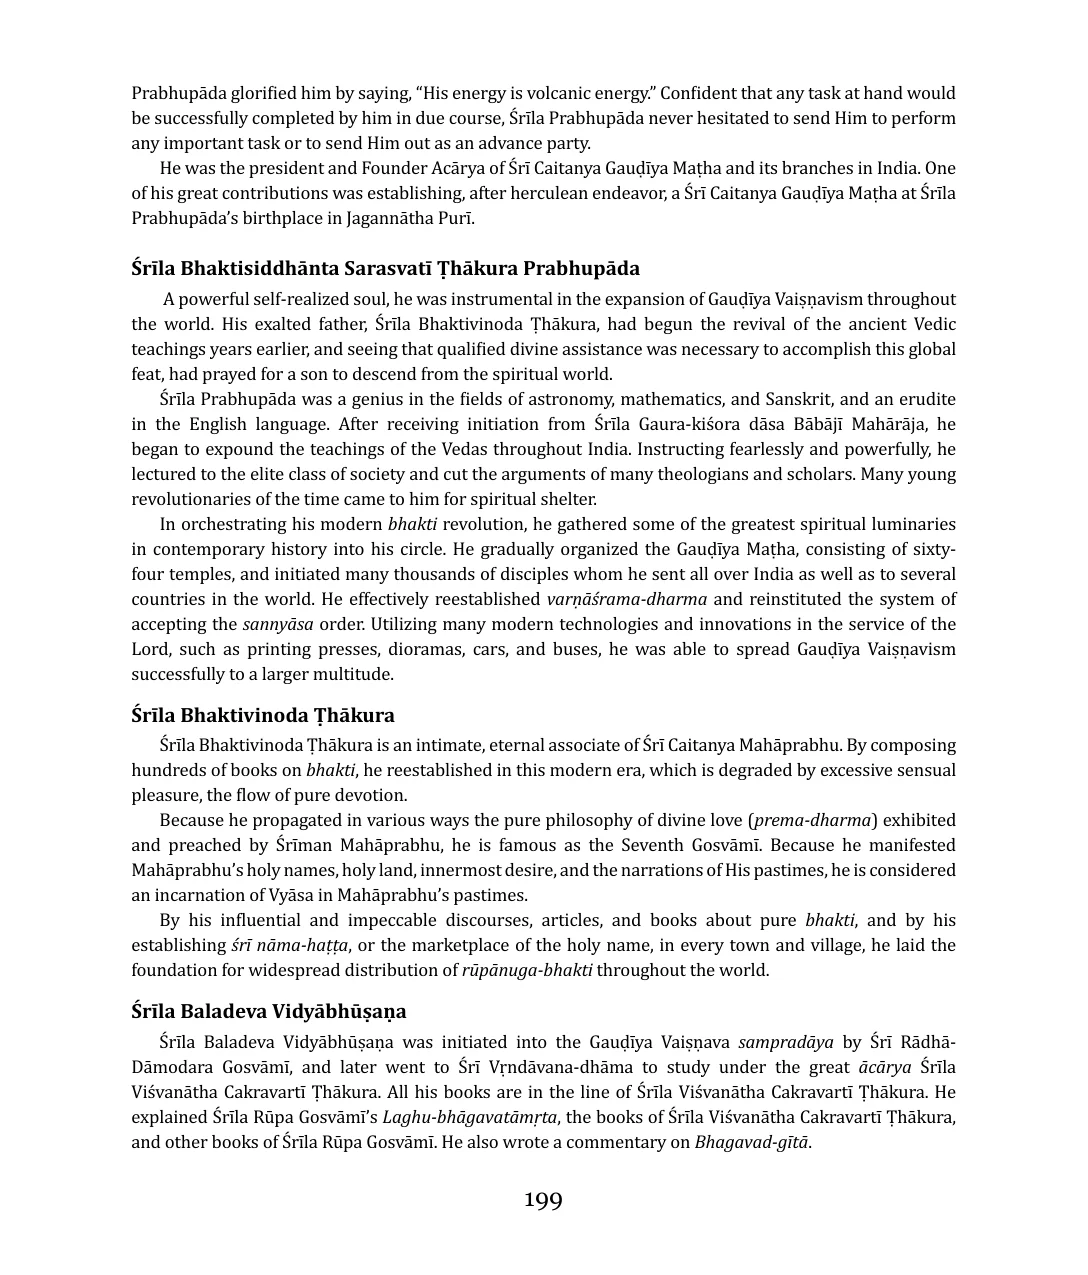 Prabhupāda glorified him by saying, “His energy is volcanic energy.” Confident that any task at hand would
be successfully completed by him in due course, Śrīla Prabhupāda never hesitated to send Him to perform
any important task or to send Him out as an advance party.
He was the president and Founder Acārya of Śrī Caitanya Gauḍīya Maṭha and its branches in India. One
of his great contributions was establishing, after herculean endeavor, a Śrī Caitanya Gauḍīya Maṭha at Śrīla
Prabhupāda’s birthplace in Jagannātha Purī.
Śrīla Bhaktisiddhānta Sarasvatī Ṭhākura Prabhupāda
A powerful self-realized soul, he was instrumental in the expansion of Gauḍīya Vaiṣṇavism throughout
the world. His exalted father, Śrīla Bhaktivinoda Ṭhākura, had begun the revival of the ancient Vedic
teachings years earlier, and seeing that qualified divine assistance was necessary to accomplish this global
feat, had prayed for a son to descend from the spiritual world.
Śrīla Prabhupāda was a genius in the fields of astronomy, mathematics, and Sanskrit, and an erudite
in the English language. After receiving initiation from Śrīla Gaura-kiśora dāsa Bābājī Mahārāja, he
began to expound the teachings of the Vedas throughout India. Instructing fearlessly and powerfully, he
lectured to the elite class of society and cut the arguments of many theologians and scholars. Many young
revolutionaries of the time came to him for spiritual shelter.
In orchestrating his modern bhakti revolution, he gathered some of the greatest spiritual luminaries
in contemporary history into his circle. He gradually organized the Gauḍīya Maṭha, consisting of sixty-
four temples, and initiated many thousands of disciples whom he sent all over India as well as to several
countries in the world. He effectively reestablished varṇāśrama-dharma and reinstituted the system of
accepting the sannyāsa order. Utilizing many modern technologies and innovations in the service of the
Lord, such as printing presses, dioramas, cars, and buses, he was able to spread Gauḍīya Vaiṣṇavism
successfully to a larger multitude.
Śrīla Bhaktivinoda Ṭhākura
Śrīla Bhaktivinoda Ṭhākura is an intimate, eternal associate of Śrī Caitanya Mahāprabhu. By composing
hundreds of books on bhakti, he reestablished in this modern era, which is degraded by excessive sensual
pleasure, the flow of pure devotion.
Because he propagated in various ways the pure philosophy of divine love (prema-dharma) exhibited
and preached by Śrīman Mahāprabhu, he is famous as the Seventh Gosvāmī. Because he manifested
Mahāprabhu’s holy names, holy land, innermost desire, and the narrations of His pastimes, he is considered
an incarnation of Vyāsa in Mahāprabhu’s pastimes.
By his influential and impeccable discourses, articles, and books about pure bhakti, and by his
establishing śrī nāma-haṭṭa, or the marketplace of the holy name, in every town and village, he laid the
foundation for widespread distribution of rūpānuga-bhakti throughout the world.
Śrīla Baladeva Vidyābhūṣaṇa
Śrīla Baladeva Vidyābhūṣaṇa was initiated into the Gauḍīya Vaiṣṇava sampradāya by Śrī Rādhā-
Dāmodara Gosvāmī, and later went to Śrī Vṛndāvana-dhāma to study under the great ācārya Śrīla
Viśvanātha Cakravartī Ṭhākura. All his books are in the line of Śrīla Viśvanātha Cakravartī Ṭhākura. He
explained Śrīla Rūpa Gosvāmī’s Laghu-bhāgavatāmṛta, the books of Śrīla Viśvanātha Cakravartī Ṭhākura,
and other books of Śrīla Rūpa Gosvāmī. He also wrote a commentary on Bhagavad-gītā.
199